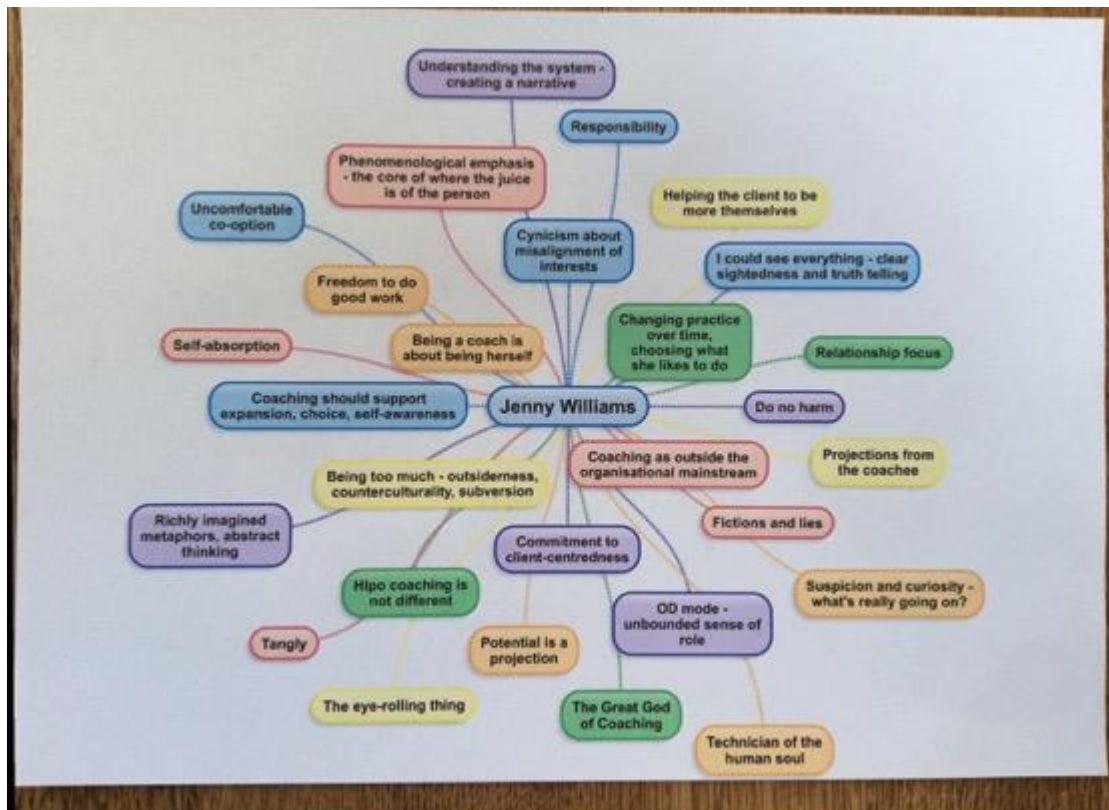 Understanding the system -
creating a narrative
Responsibility
Phenomenological emphasis
- the core of where the juice
is of the person
Helping the client to be
more themselves
Uncomfortable
co-option
Cynicism about
misalignment of
interests
I could see everything - clear
sightedness and truth telling
Freedom to do
good work
Changing practice
over time,
choosing what
she likes to do
Being a coach is
about being herself
Self-absorption
Relationship focus
Coaching should support
expansion, choice, self-awareness
Jenny Williams
Do no harm
Coaching as outside the
organisational mainstream
Projections from
the coachee
Being too much - outsiderness,
counterculturality, subversion
Richly imagined
metaphors, abstract
thinking
Fictions and lies
Commitment to
client-centredness
Hipo coaching is
not different
Suspicion and curiosity -
what's really going on?
OD mode -
unbounded sense of
role
Tangly
Potential is a
projection
The eye-rolling thing
The Great God
of Coaching
Technician of the
human soul